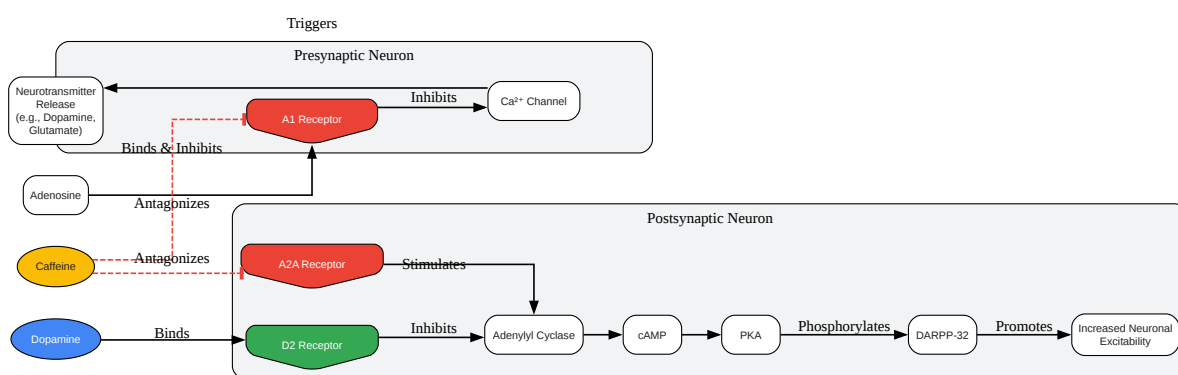 Triggers
Presynaptic Neuron
Neurotransmitter
Release
(e.g., Dopamine,
Glutamate)
Inhibits
Ca²⁺ Channel
A1 Receptor
Binds & Inhibits
Adenosine
Antagonizes
Postsynaptic Neuron
Caffeine
Antagonizes
A2A Receptor
Stimulates
Dopamine
Binds
D2 Receptor
Inhibits
Adenylyl Cyclase
cAMP
PKA
Phosphorylates
DARPP-32
Promotes
Increased Neuronal
Excitability